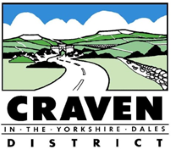 CRAVEN
IN · THE · YORKSHIRE · DALES
DISTRICT